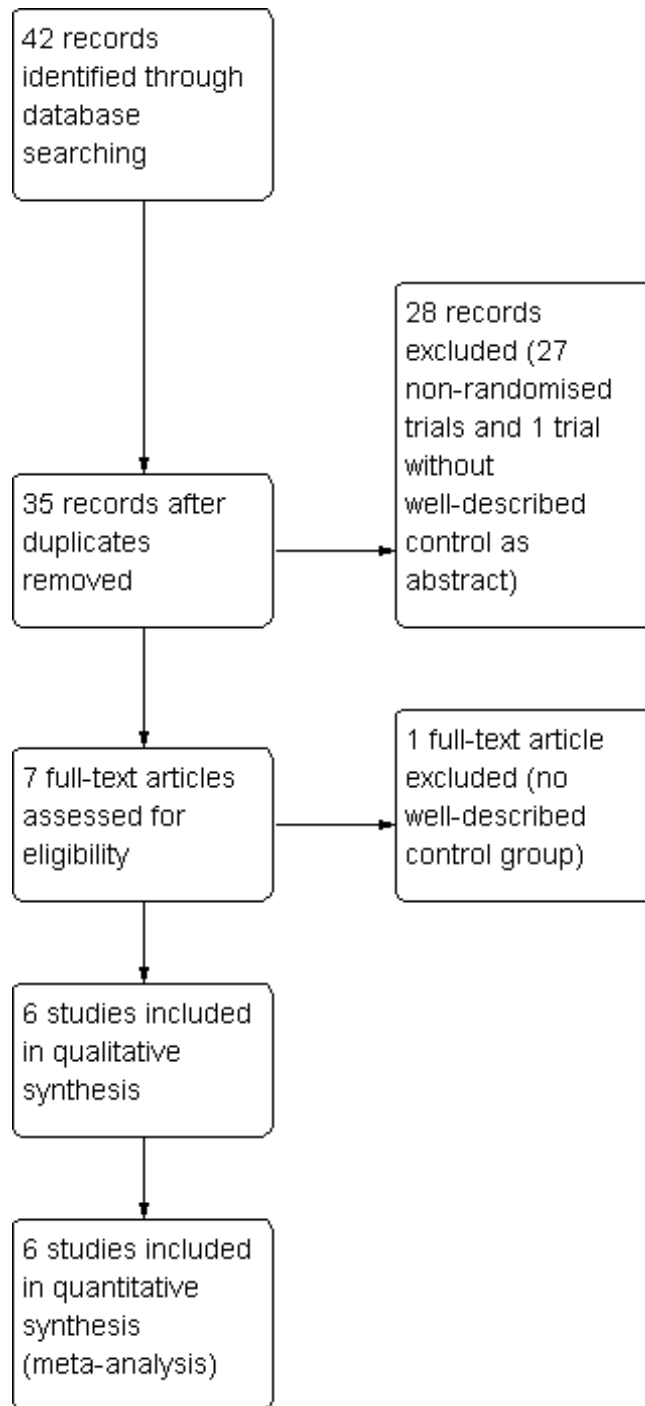 42 records
identified through
database
searching
28 records
excluded (27
non-randomised
trials and 1 trial
without
well-described
control as
abstract)
35 records after
duplicates
removed
1 full-text article
excluded (no
well-described
control group)
7 full-text articles
assessed for
eligibility
6 studies included
in qualitative
synthesis
6 studies included
in quantitative
synthesis
(meta-analysis)